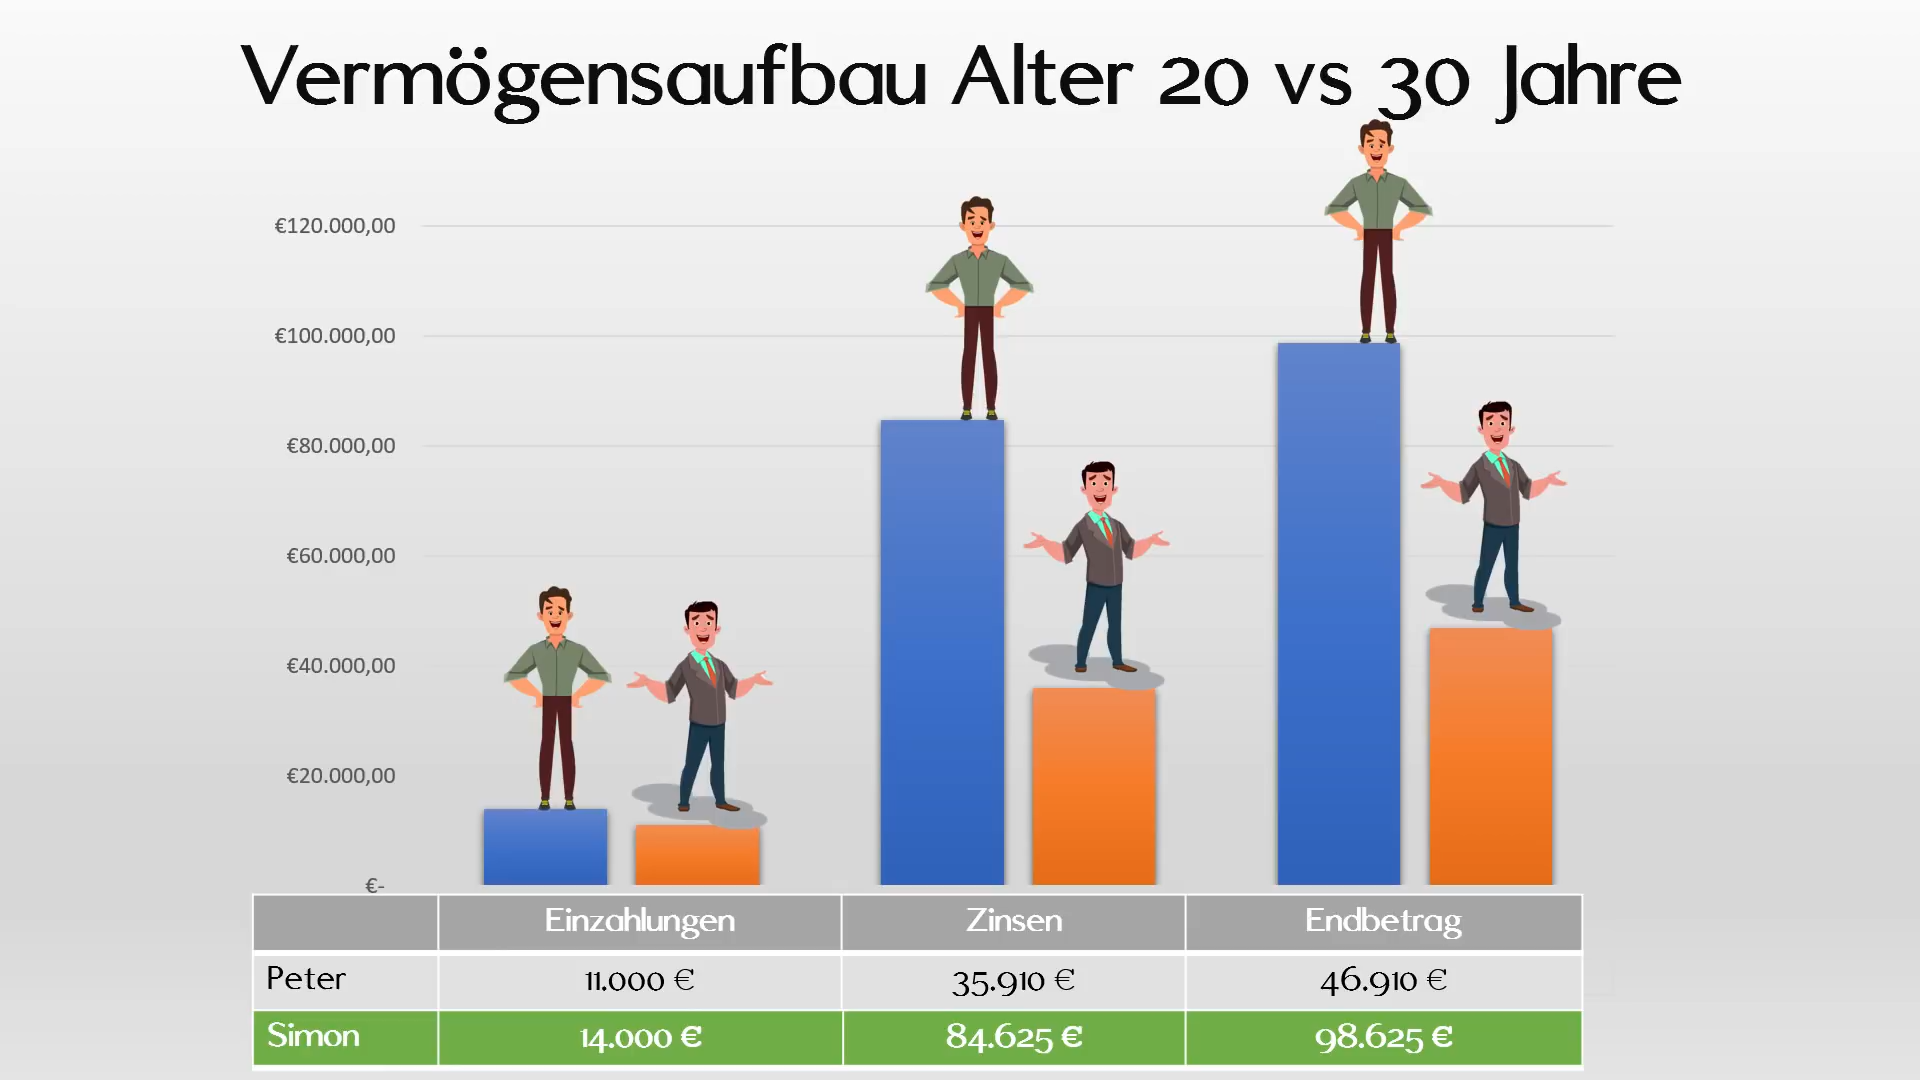 Vermögensaufbau Alter 20 vs 30 Jahre
€120.000,00
€100.000,00
€80.000,00
€60.000,00
€40.000,00
€20.000,00
€-
Einzahlungen Zinsen Endbetrag
Peter 11.000 € 35.910 € 46.910 €
Simon 14.000 € 84.625 € 98.625 €